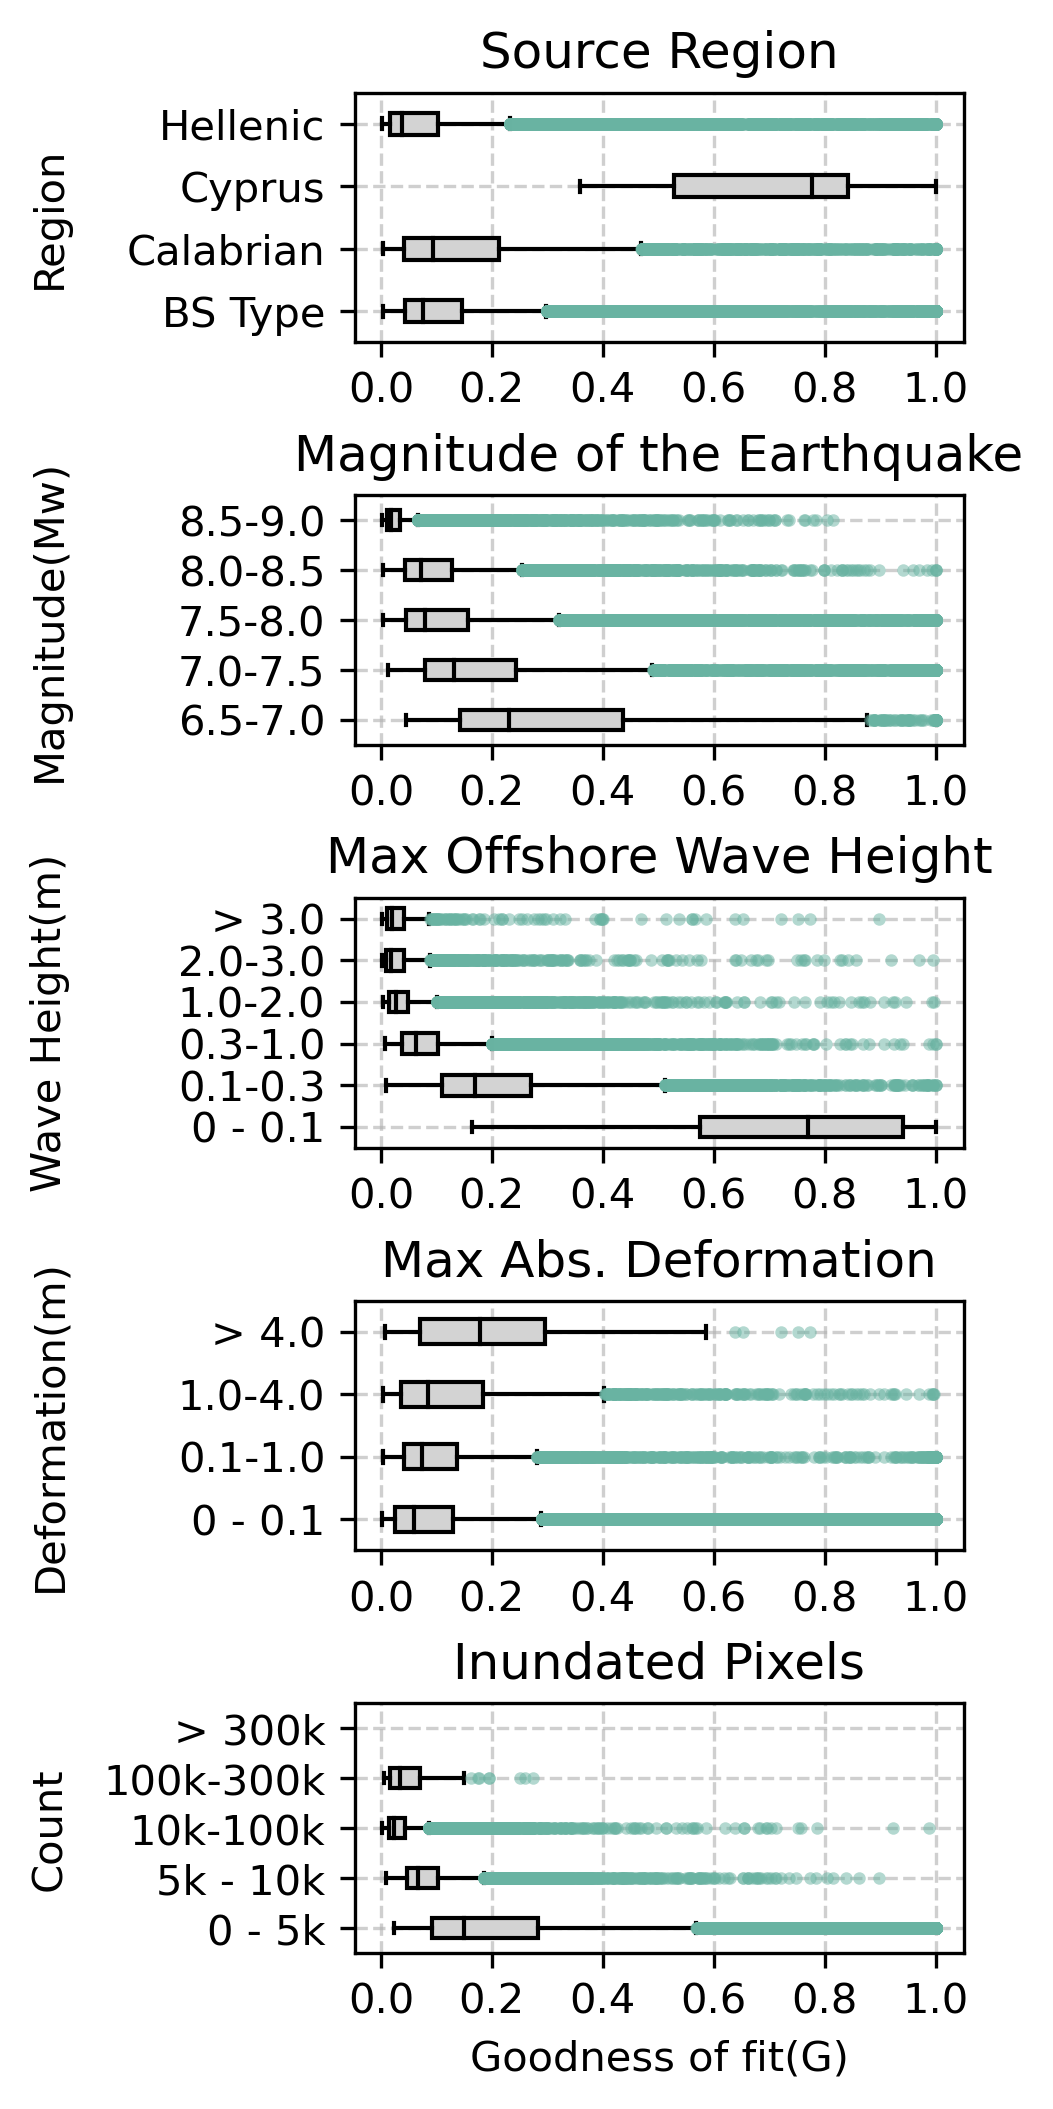 Source Region
Region
Hellenic
Cyprus
Calabrian
BS Type
0.0 0.2 0.4 0.6 0.8 1.0
Magnitude of the Earthquake
Magnitude(Mw)
8.5-9.0
8.0-8.5
7.5-8.0
7.0-7.5
6.5-7.0
0.0 0.2 0.4 0.6 0.8 1.0
Max Offshore Wave Height
Wave Height(m)
> 3.0
2.0-3.0
1.0-2.0
0.3-1.0
0.1-0.3
0 - 0.1
0.0 0.2 0.4 0.6 0.8 1.0
Max Abs. Deformation
Deformation(m)
> 4.0
1.0-4.0
0.1-1.0
0 - 0.1
0.0 0.2 0.4 0.6 0.8 1.0
Inundated Pixels
Count
> 300k
100k-300k
10k-100k
5k - 10k
0 - 5k
0.0 0.2 0.4 0.6 0.8 1.0
Goodness of fit(G)